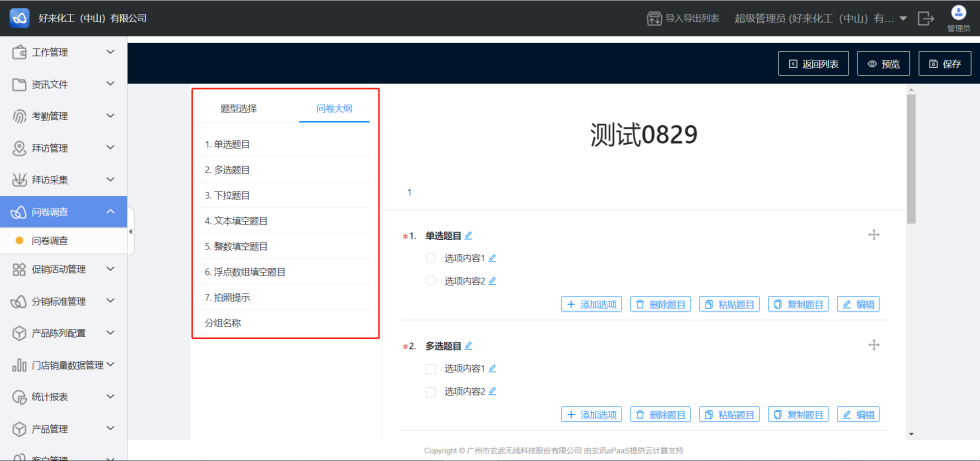 好来化工（中山）有限公司
导入导出列表 超级管理员 (好来化工（中山）有...
管理员
工作管理
资讯文件
考勤管理
拜访管理
拜访采集
问卷调查
问卷调查
促销活动管理
分销标准管理
产品陈列配置
门店销量数据管理
统计报表
产品管理
客户管理
返回列表 预览 保存
题型选择 问卷大纲
1. 单选题目
2. 多选题目
3. 下拉题目
4. 文本填空题目
5. 整数填空题目
6. 浮点数组填空题目
7. 拍照提示
分组名称
测试0829
1
*1. 单选题目
选项内容1
选项内容2
+ 添加选项 删除题目 粘贴题目 复制题目 编辑
*2. 多选题目
选项内容1
选项内容2
+ 添加选项 删除题目 粘贴题目 复制题目 编辑
Copyright © 广州市玄武无线科技股份有限公司 由玄讯aPaaS提供云计算支持